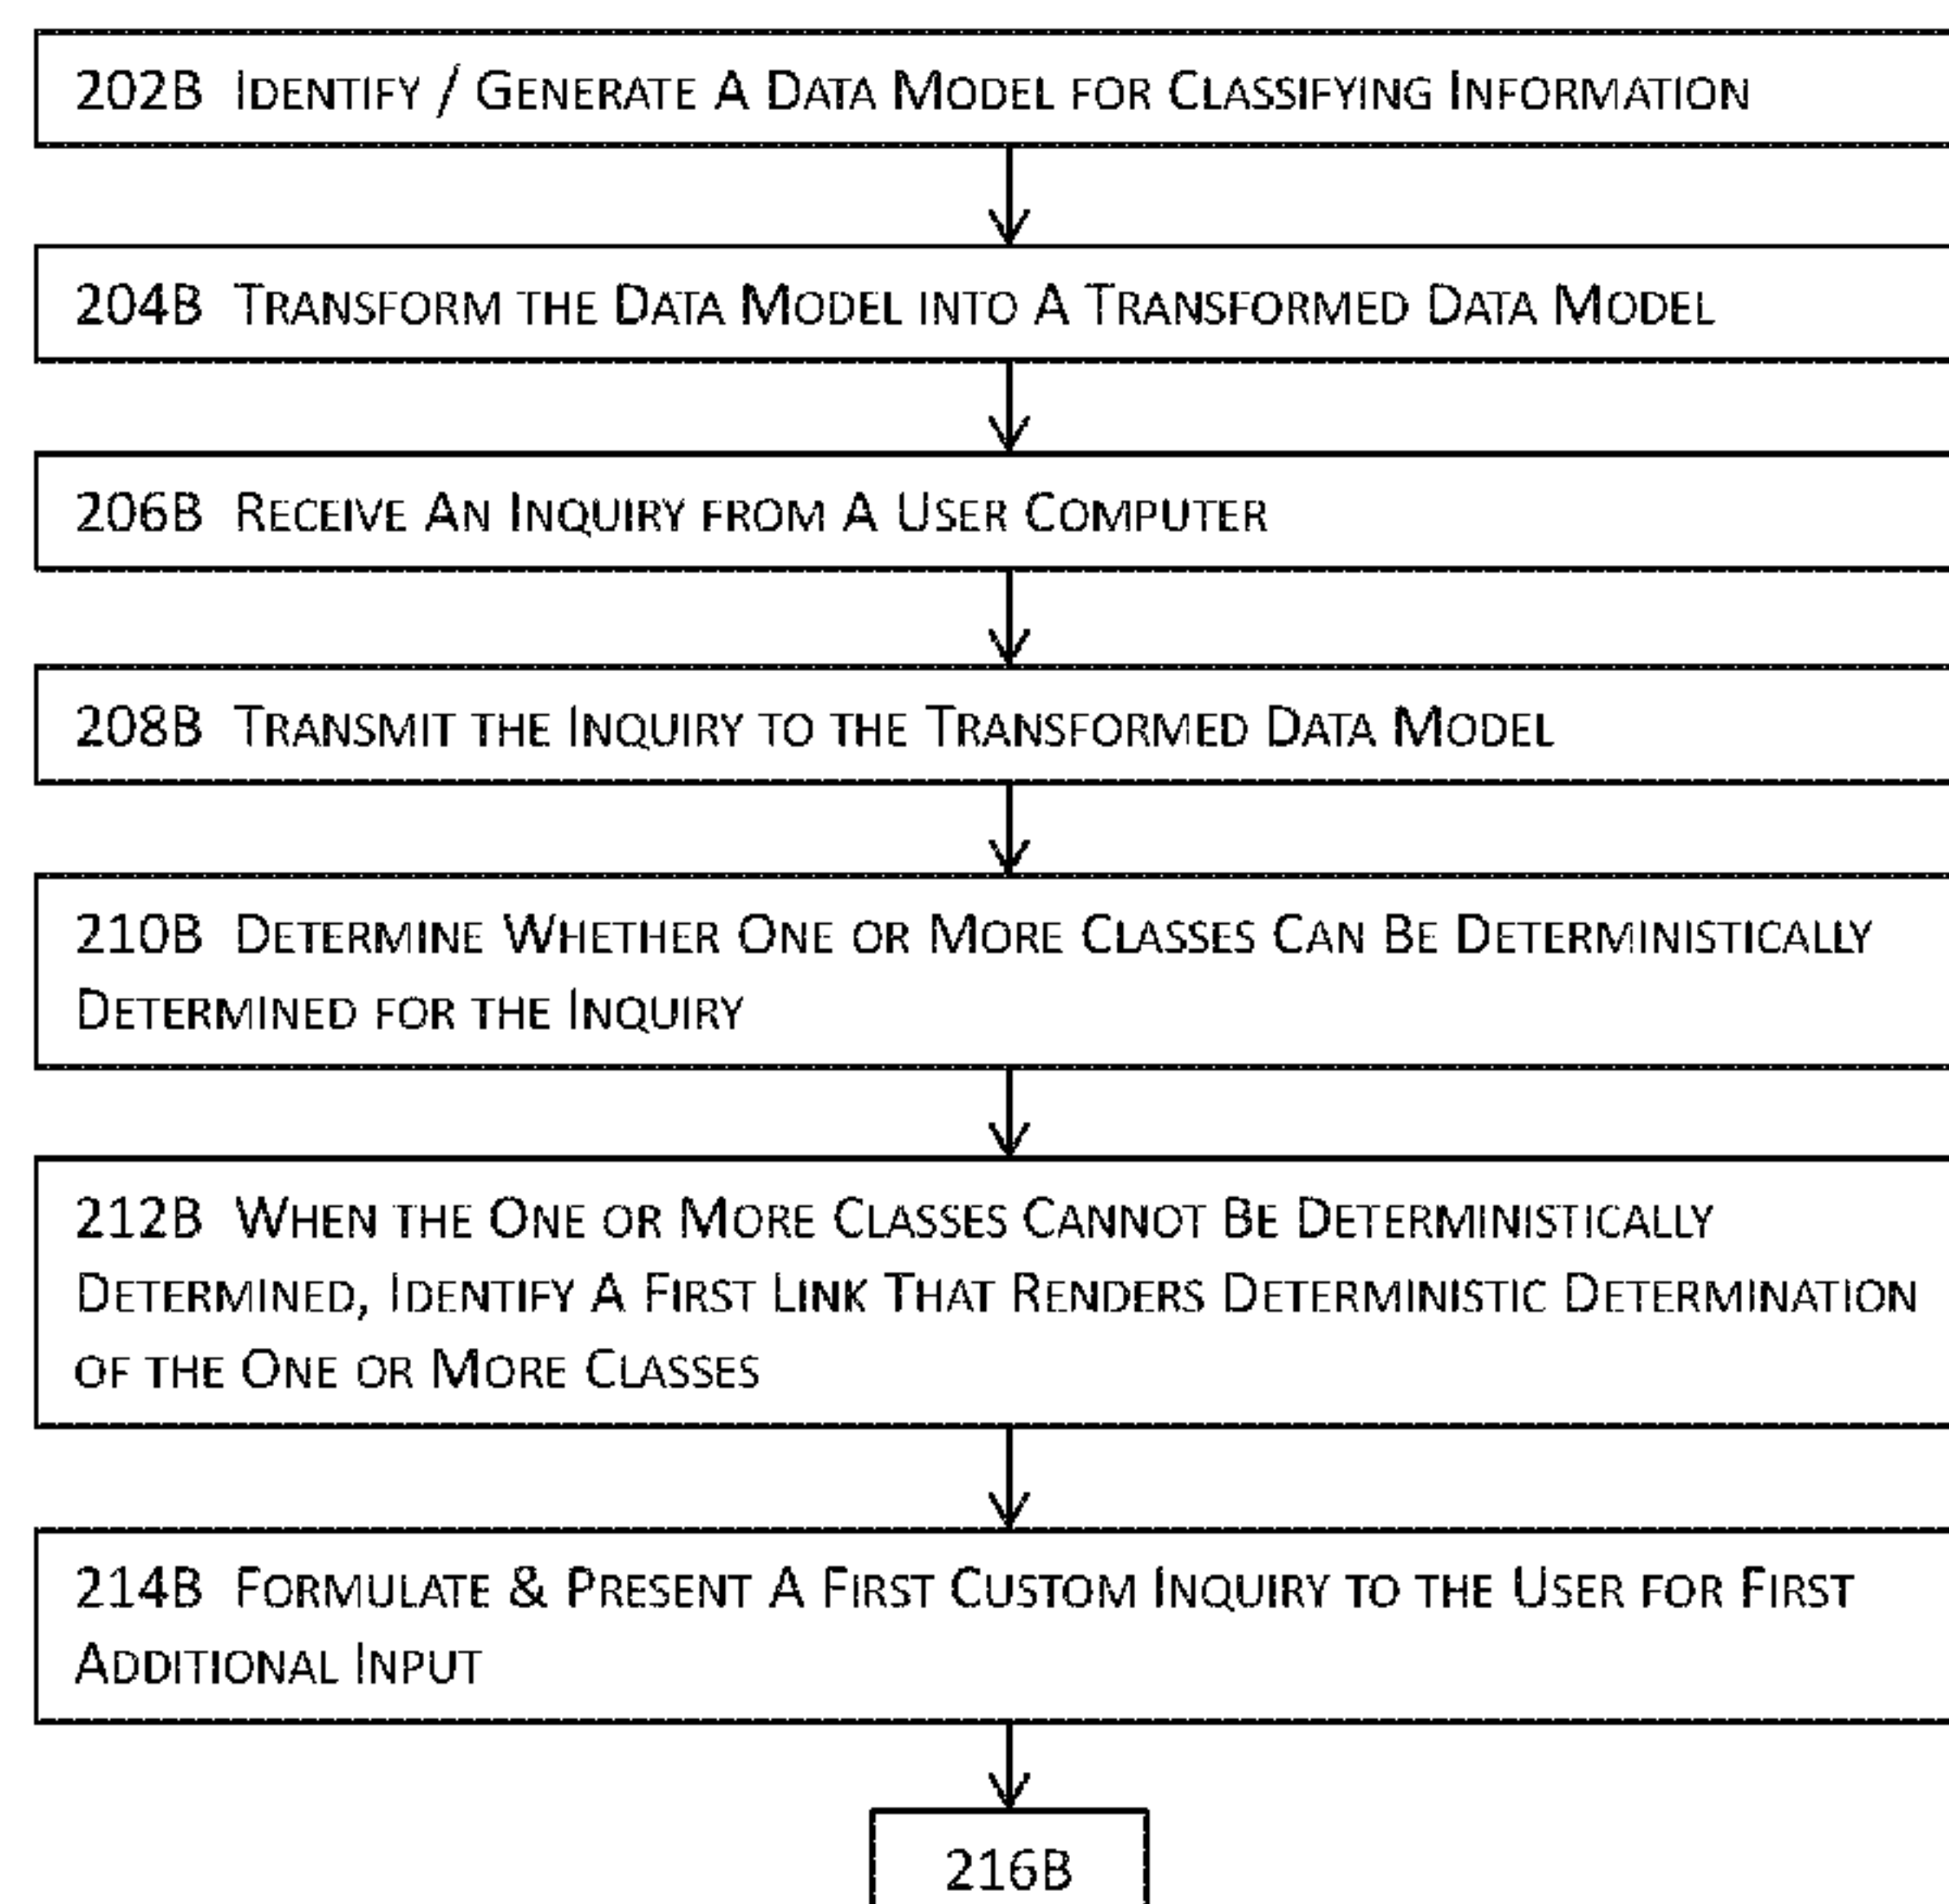 202B IDENTIFY / GENERATE A DATA MODEL FOR CLASSIFYING INFORMATION
204B TRANSFORM THE DATA MODEL INTO A TRANSFORMED DATA MODEL
206B RECEIVE AN INQUIRY FROM A USER COMPUTER
208B TRANSMIT THE INQUIRY TO THE TRANSFORMED DATA MODEL
210B DETERMINE WHETHER ONE OR MORE CLASSES CAN BE DETERMINISTICALLY
DETERMINED FOR THE INQUIRY
212B WHEN THE ONE OR MORE CLASSES CANNOT BE DETERMINISTICALLY
DETERMINED, IDENTIFY A FIRST LINK THAT RENDERS DETERMINISTIC DETERMINATION
OF THE ONE OR MORE CLASSES
214B FORMULATE & PRESENT A FIRST CUSTOM INQUIRY TO THE USER FOR FIRST
ADDITIONAL INPUT
216B